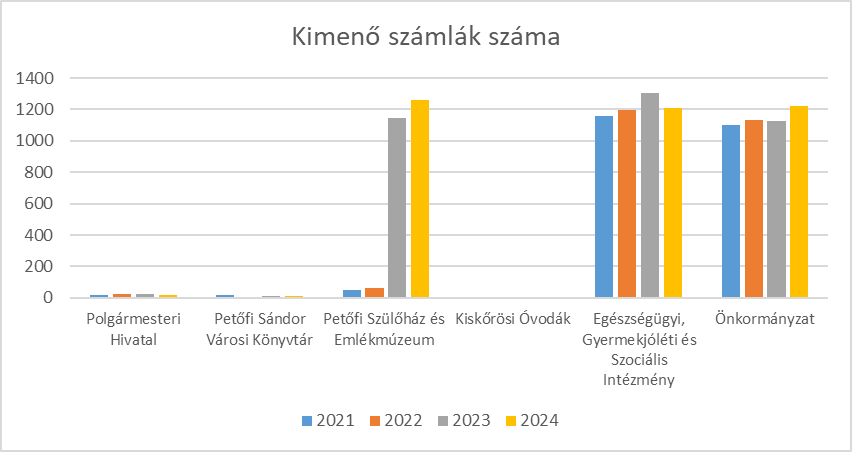 Kimenő számlák száma
1400
1200
1000
800
600
400
200
0
Polgármesteri
Hivatal
Petőfi Sándor
Városi Könyvtár
Petőfi Szülőház és
Emlékmúzeum
Kiskőrösi Óvodák
Egészségügyi,
Gyermekjóléti és
Szociális
Intézmény
Önkormányzat
2021 2022 2023 2024